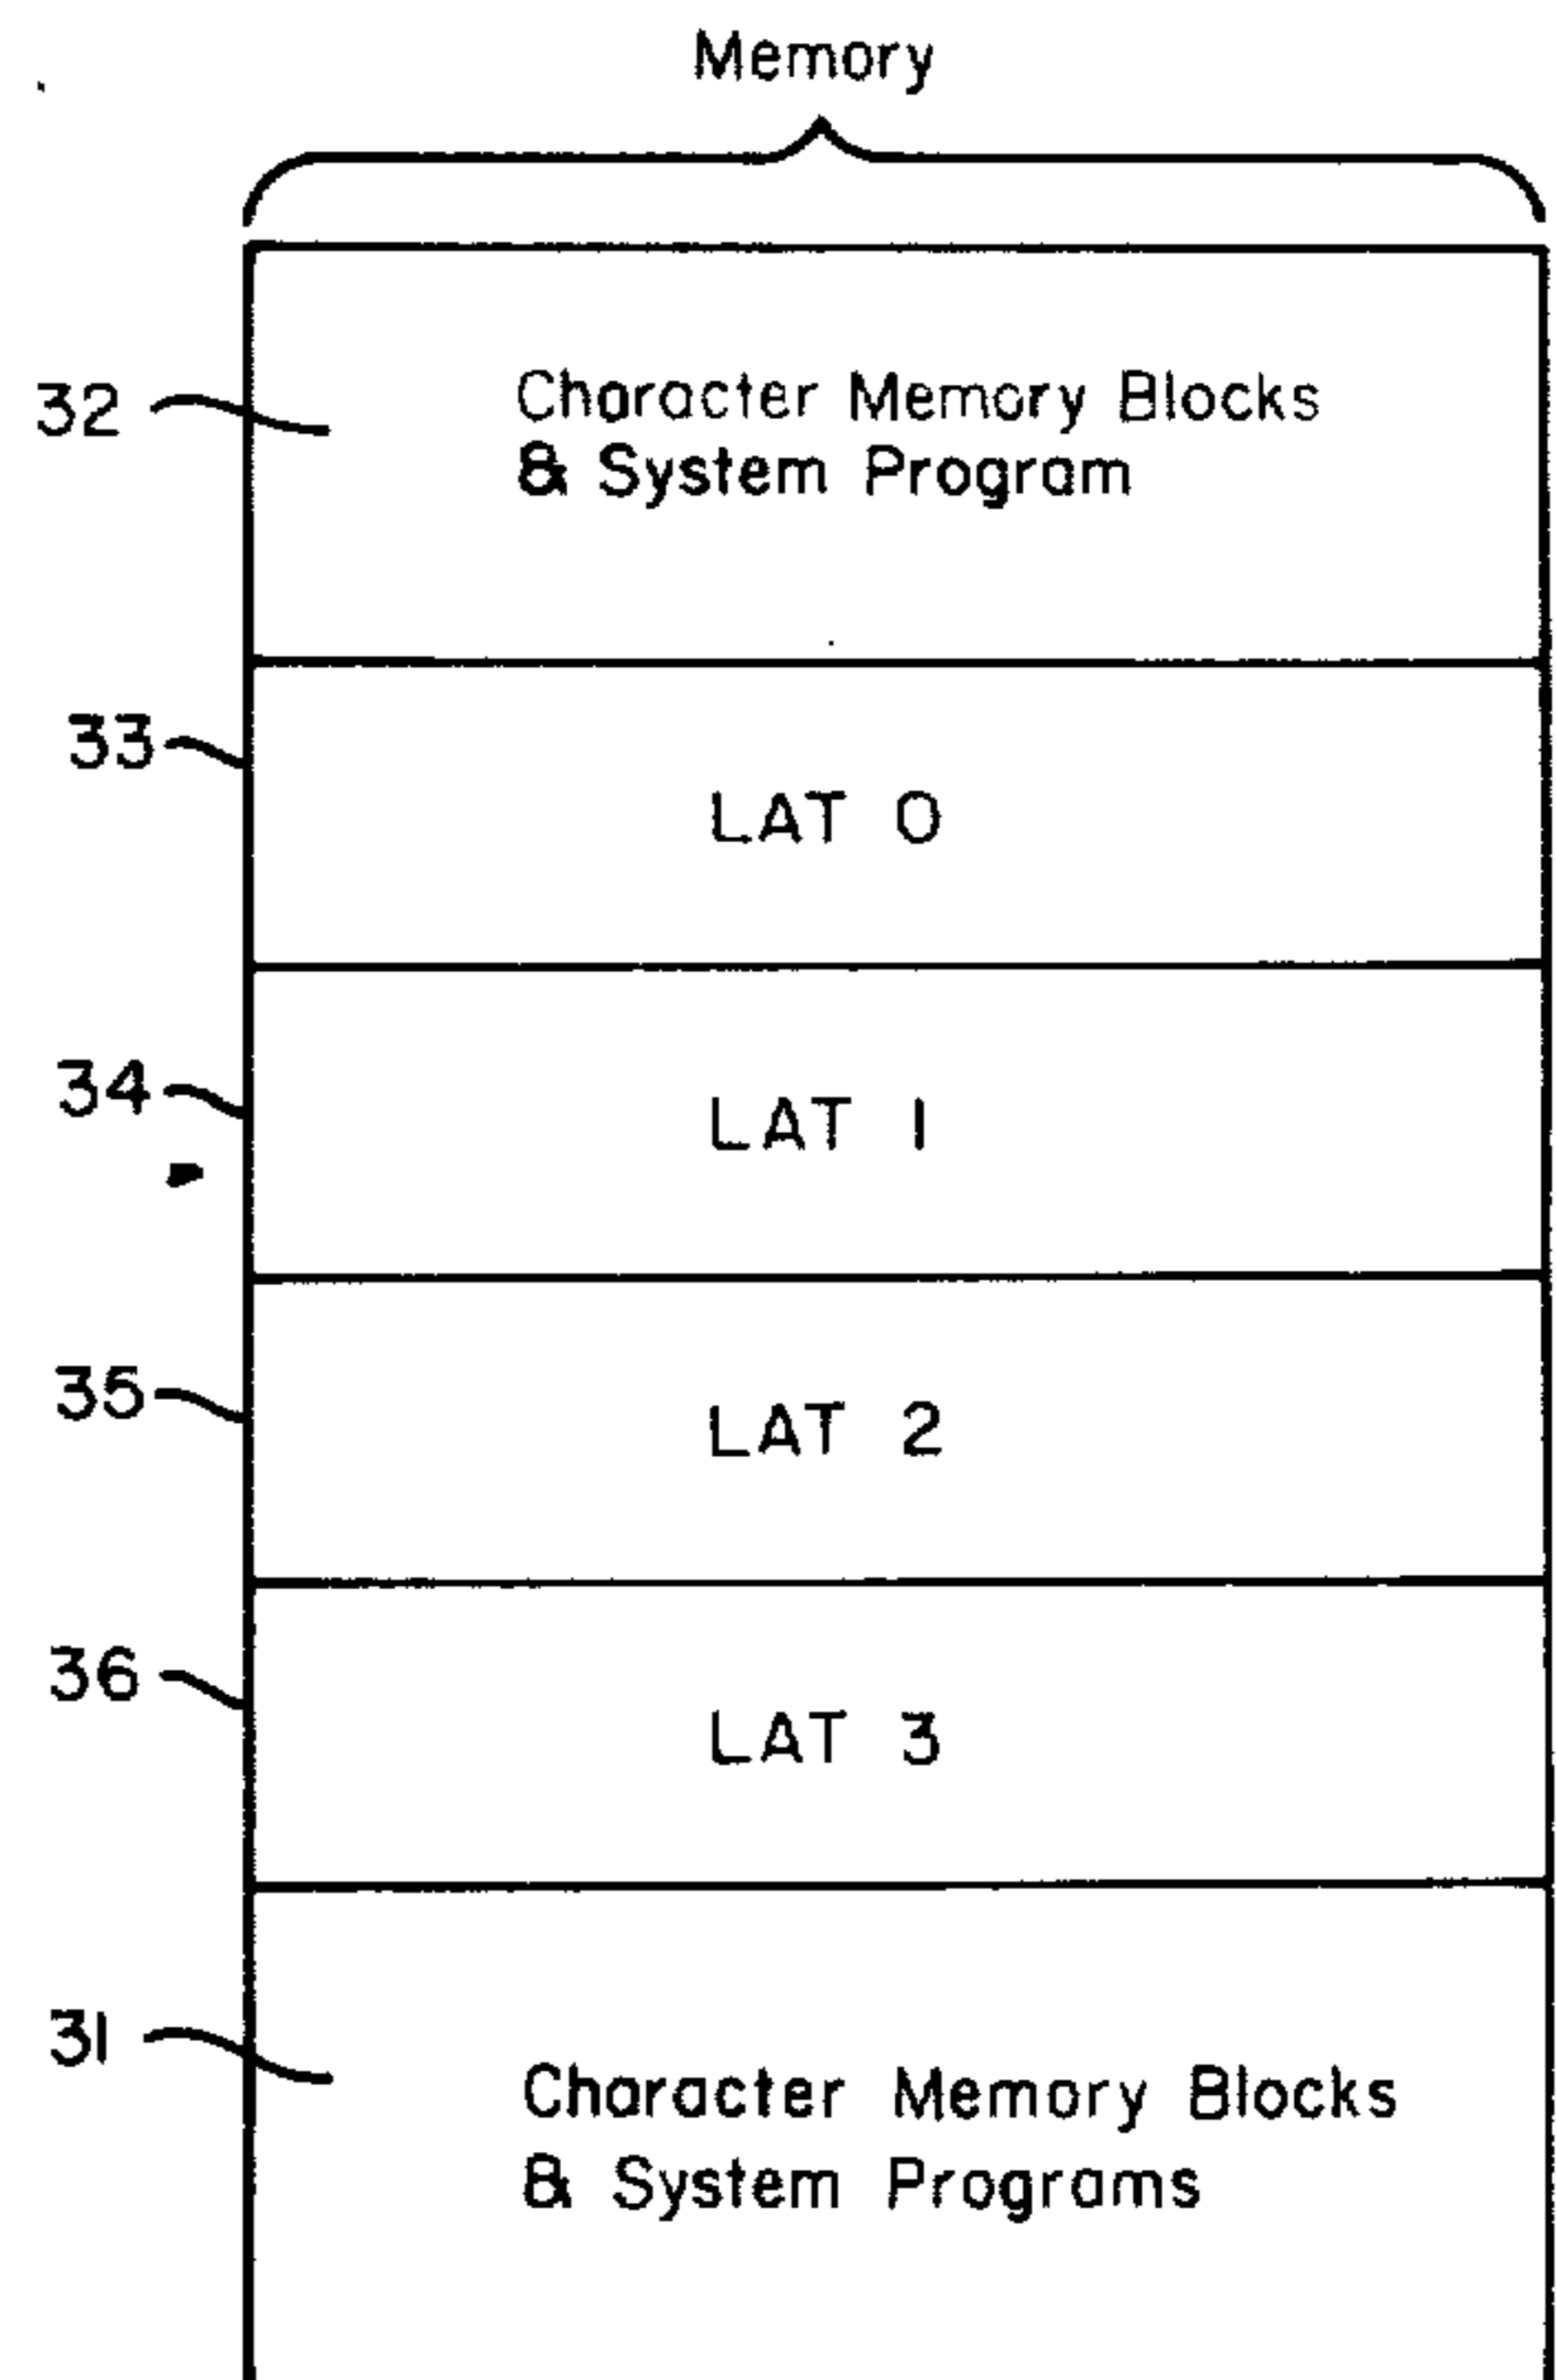 Memory
32
Character Memory Blocks
& System Program
33
LAT 0
34
LAT 1
35
LAT 2
36
LAT 3
31
Character Memory Blocks
& System Programs